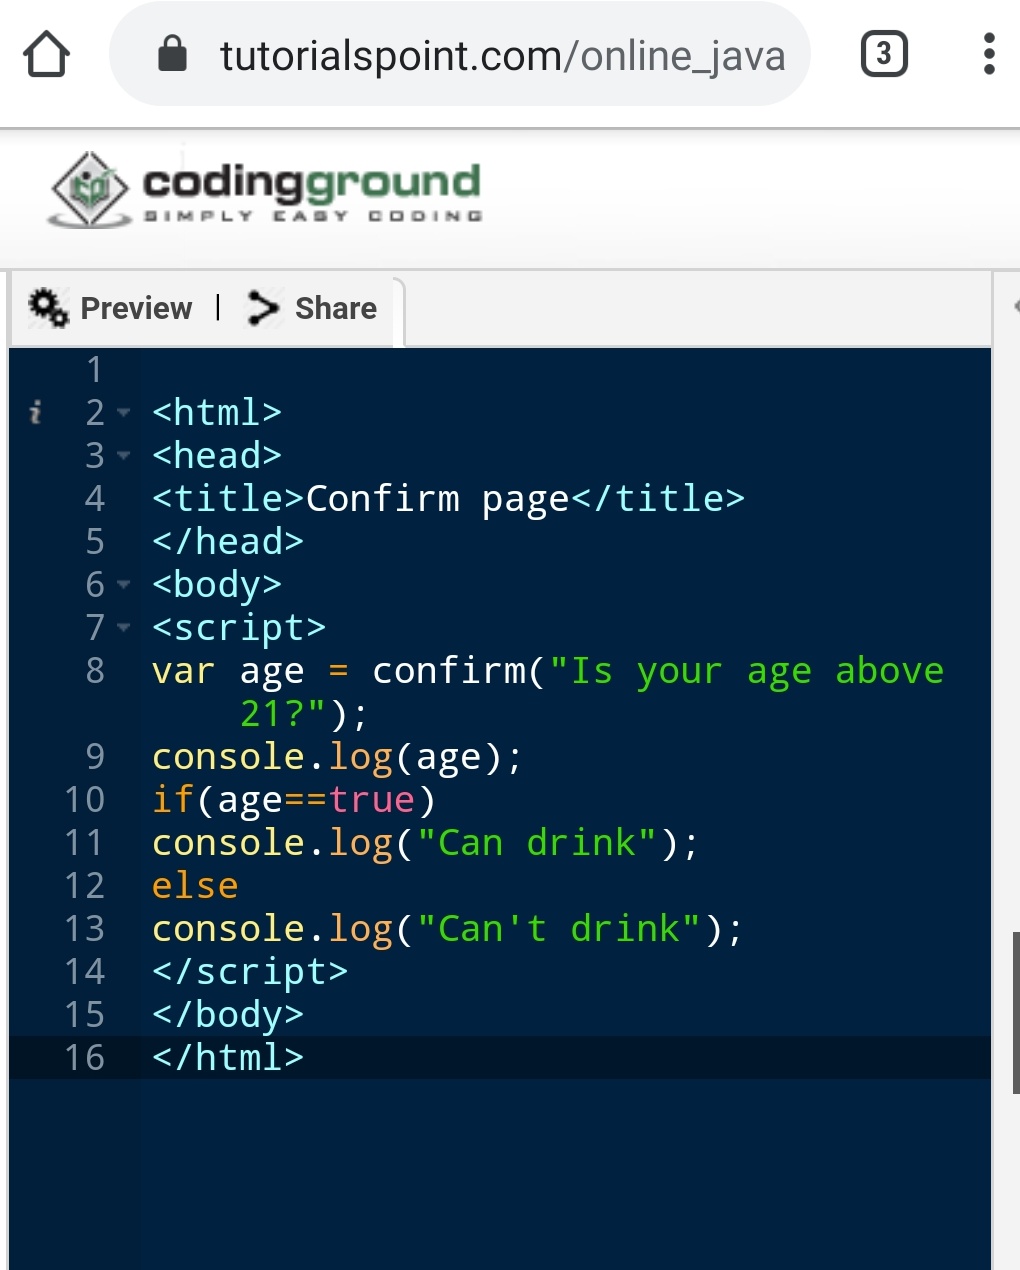 tutorialspoint.com/online_java
3
codingground
SIMPLY EASY CODING
Preview | Share
1
i 2 <html>
3 <head>
4 <title>Confirm page</title>
5 </head>
6 <body>
7 <script>
8 var age = confirm("Is your age above
21?");
9 console.log(age);
10 if(age==true)
11 console.log("Can drink");
12 else
13 console.log("Can't drink");
14 </script>
15 </body>
16 </html>